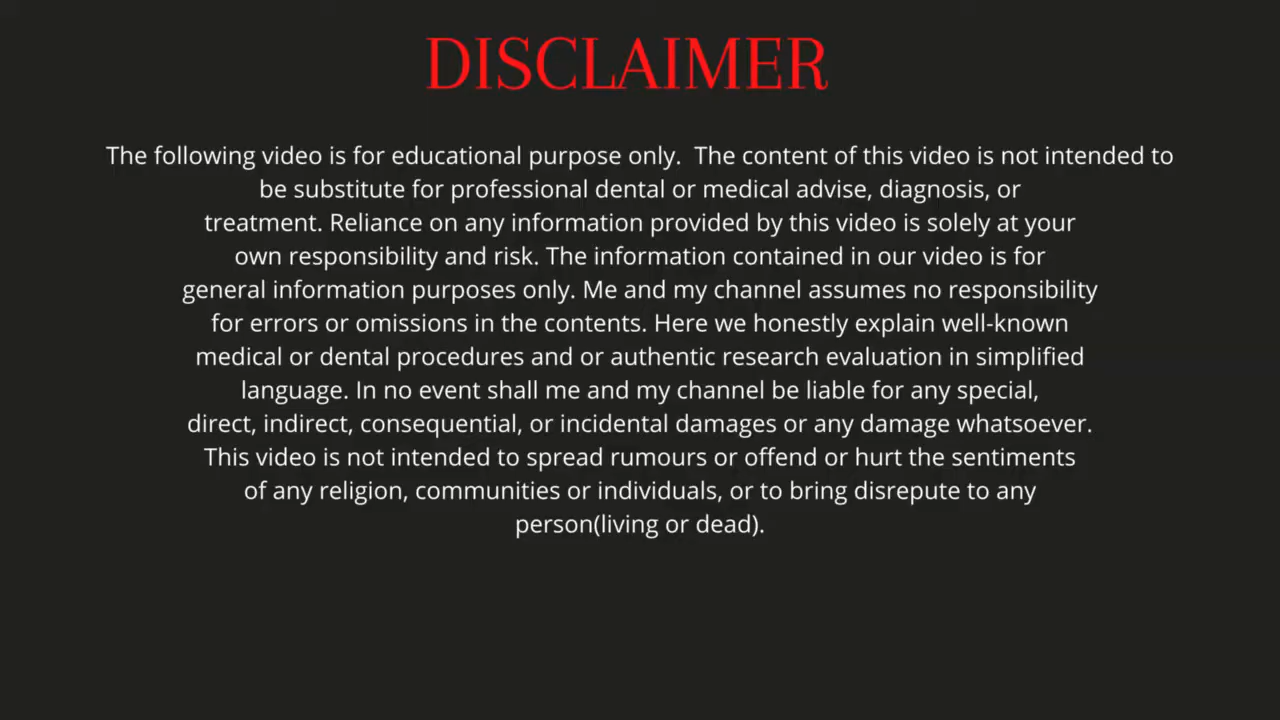 DISCLAIMER
The following video is for educational purpose only.  The content of this video is not intended to
be substitute for professional dental or medical advise, diagnosis, or
treatment. Reliance on any information provided by this video is solely at your
own responsibility and risk. The information contained in our video is for
general information purposes only. Me and my channel assumes no responsibility
for errors or omissions in the contents. Here we honestly explain well-known
medical or dental procedures and or authentic research evaluation in simplified
language. In no event shall me and my channel be liable for any special,
direct, indirect, consequential, or incidental damages or any damage whatsoever.
This video is not intended to spread rumours or offend or hurt the sentiments
of any religion, communities or individuals, or to bring disrepute to any
person(living or dead).